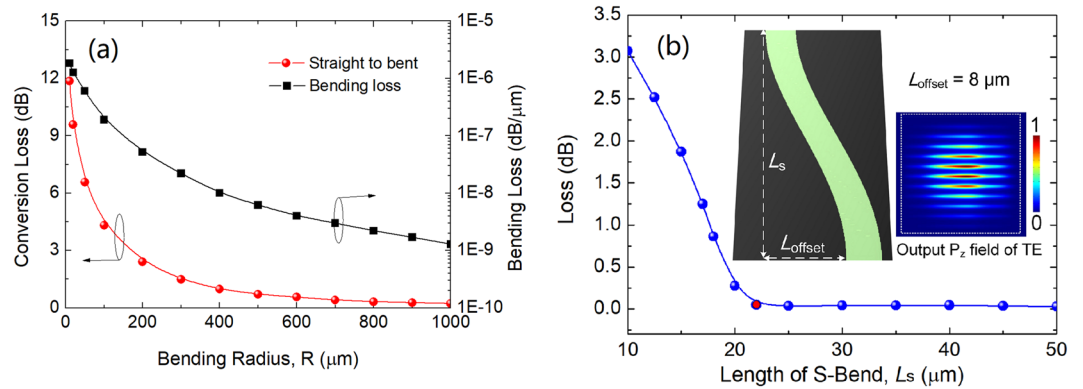 (a)
Straight to bent
Bending loss
Conversion Loss (dB)
15
12
9
6
3
0
Bending Loss (dB/μm)
1E-5
1E-6
1E-7
1E-8
1E-9
1E-10
0 200 400 600 800 1000
Bending Radius, R (μm)
(b)
Loss (dB)
3.5
3.0
2.5
2.0
1.5
1.0
0.5
0.0
Ls
Loffset
Loffset = 8 μm
1
0
Output Pz field of TE
10 20 30 40 50
Length of S-Bend, Ls (μm)